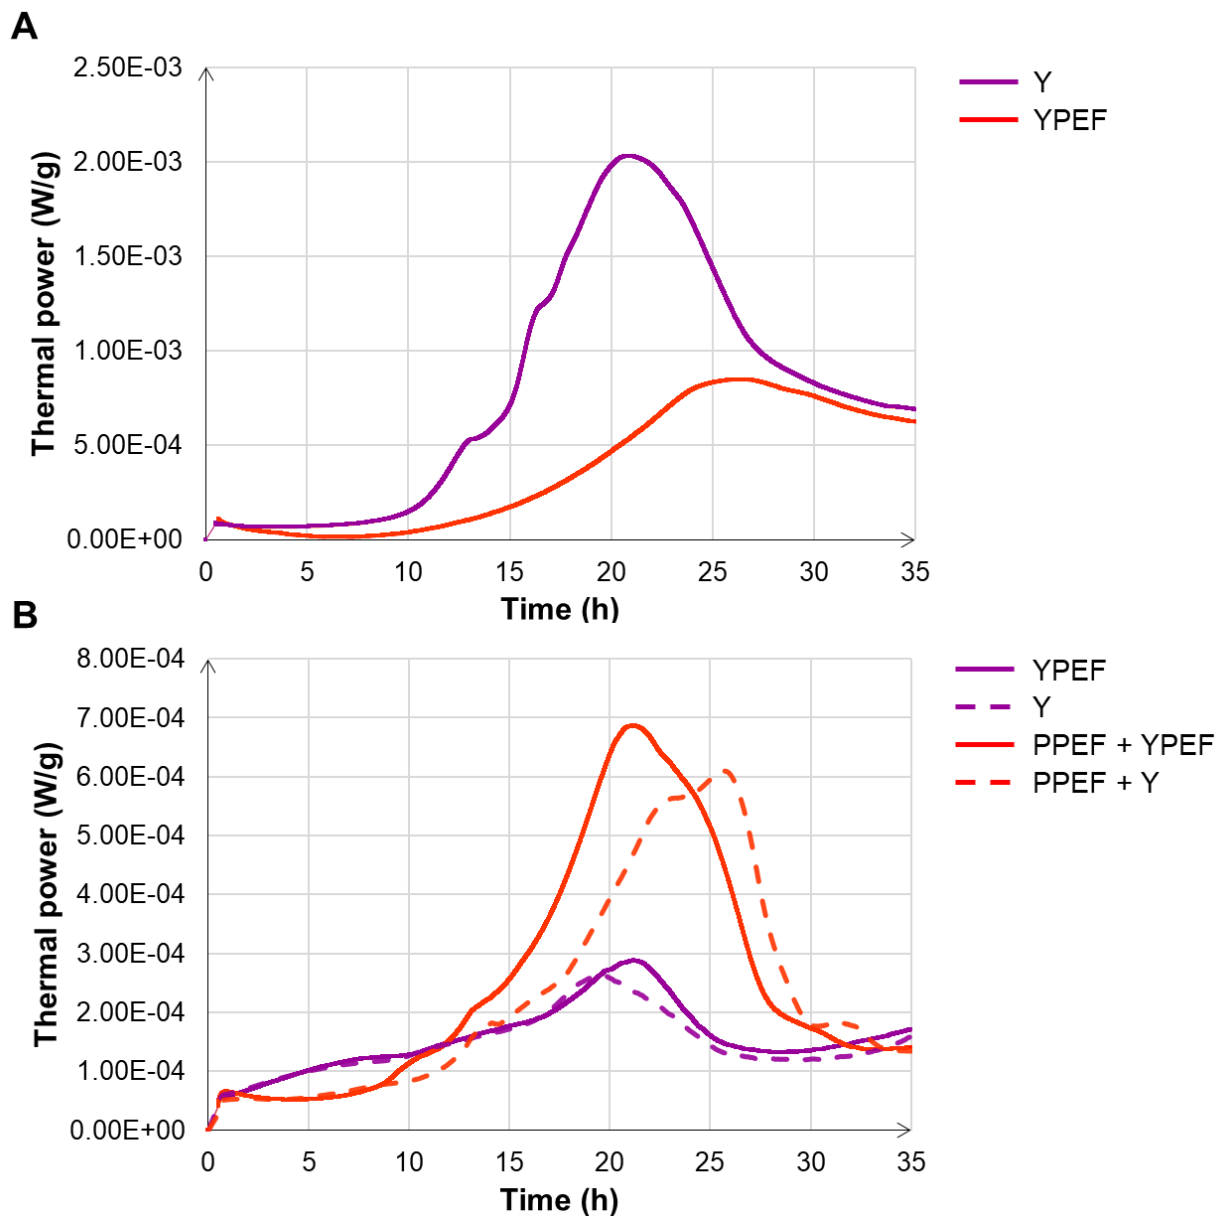 A
2.50E-03
2.00E-03
1.50E-03
1.00E-03
5.00E-04
0.00E+00
Thermal power (W/g)
0 5 10 15 20 25 30 35
Time (h)
Y
YPEF
B
8.00E-04
7.00E-04
6.00E-04
5.00E-04
4.00E-04
3.00E-04
2.00E-04
1.00E-04
0.00E+00
Thermal power (W/g)
0 5 10 15 20 25 30 35
Time (h)
YPEF
Y
PPEF + YPEF
PPEF + Y